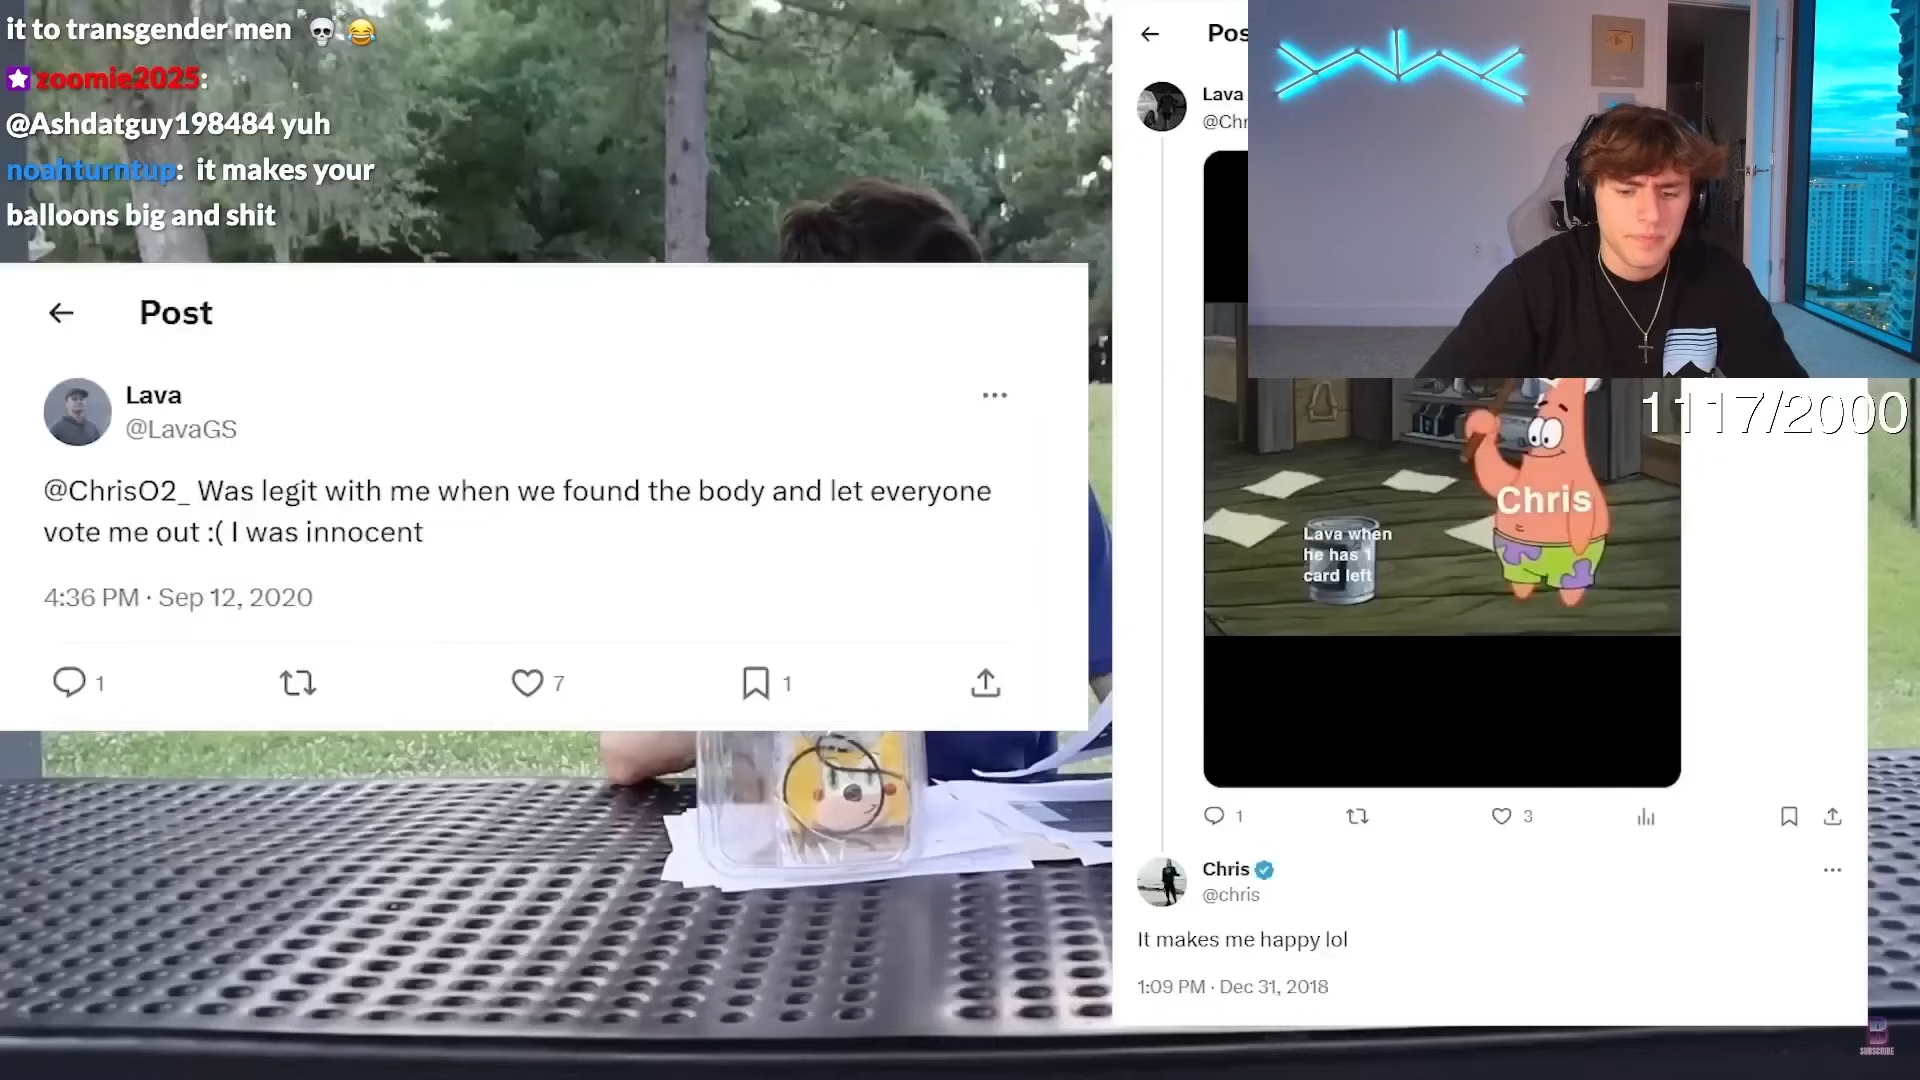 it to transgender men 💀😂
zoomie2025:
@Ashdatguy198484 yuh
noahturntup: it makes your
balloons big and shit
Post
Lava
@LavaGS
@ChrisO2_ Was legit with me when we found the body and let everyone
vote me out :( I was innocent
4:36 PM · Sep 12, 2020
1
7
1
Pos
Lava
@Chr
Chris
Lava when
he has 1
card left
1117/2000
1
3
Chris
@chris
It makes me happy lol
1:09 PM · Dec 31, 2018
SUBSCRIBE